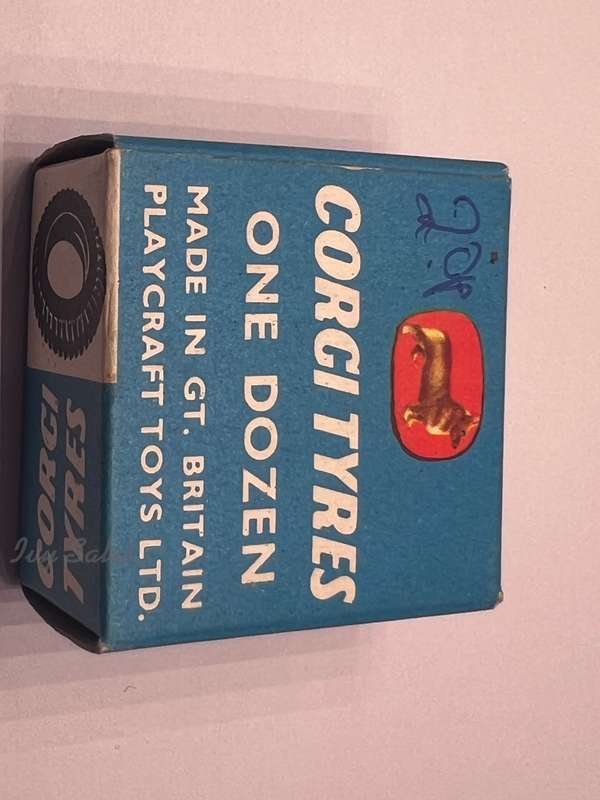 CORGI TYRES
ONE DOZEN
MADE IN GT. BRITAIN
PLAYCRAFT TOYS LTD.
CORGI
TYRES